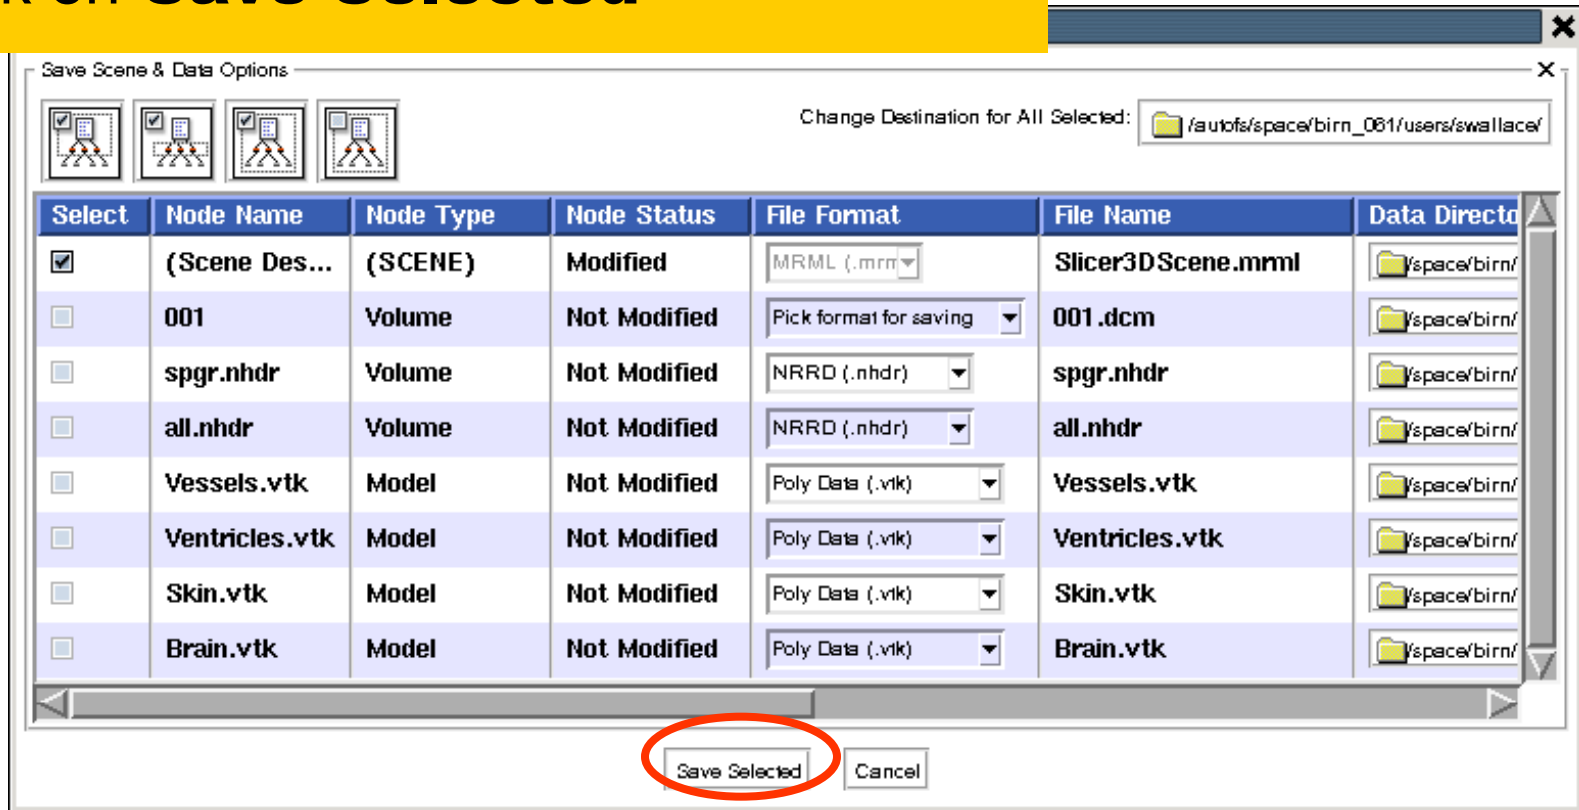 k on Save Selected
Save Scene & Data Options
Change Destination for All Selected: /autofs/space/birn_061/users/swallace/
Select Node Name Node Type Node Status File Format File Name Data Directo
(Scene Des... (SCENE) Modified MRML (.mrm Slicer3DScene.mrml /space/birn/
001 Volume Not Modified Pick format for saving 001.dcm /space/birn/
spgr.nhdr Volume Not Modified NRRD (.nhdr) spgr.nhdr /space/birn/
all.nhdr Volume Not Modified NRRD (.nhdr) all.nhdr /space/birn/
Vessels.vtk Model Not Modified Poly Data (.vtk) Vessels.vtk /space/birn/
Ventricles.vtk Model Not Modified Poly Data (.vtk) Ventricles.vtk /space/birn/
Skin.vtk Model Not Modified Poly Data (.vtk) Skin.vtk /space/birn/
Brain.vtk Model Not Modified Poly Data (.vtk) Brain.vtk /space/birn/
Save Selected Cancel